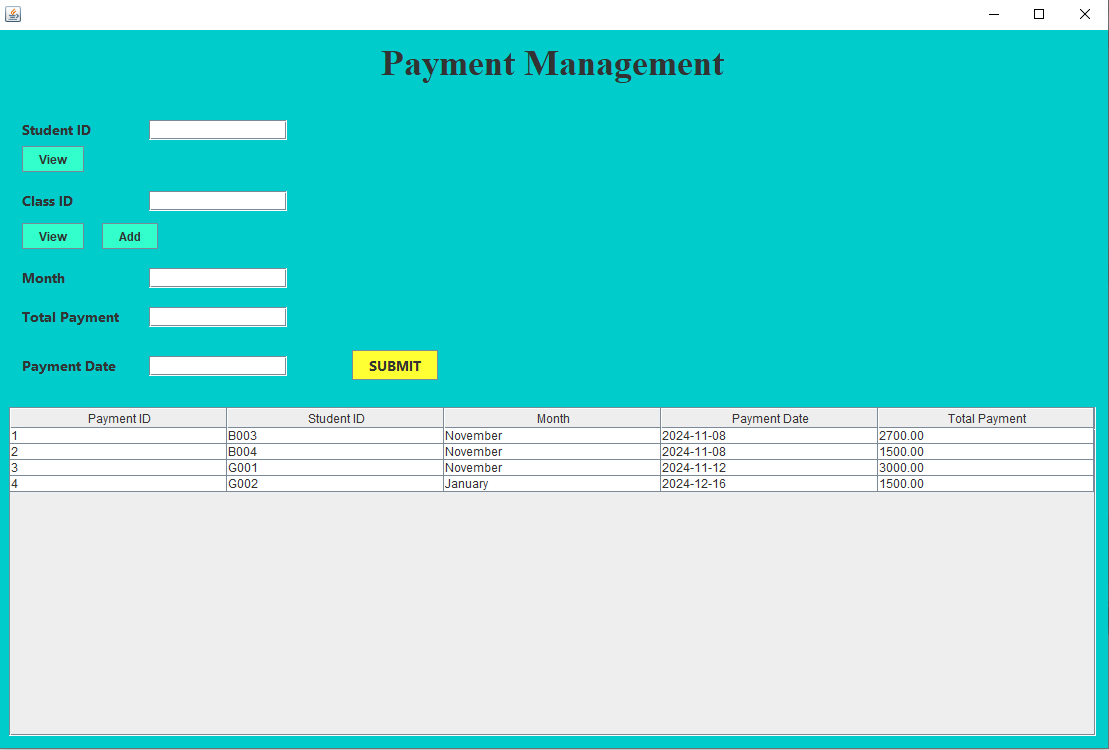 Payment Management
Student ID
View
Class ID
View Add
Month
Total Payment
Payment Date SUBMIT
Payment ID Student ID Month Payment Date Total Payment
1 B003 November 2024-11-08 2700.00
2 B004 November 2024-11-08 1500.00
3 G001 November 2024-11-12 3000.00
4 G002 January 2024-12-16 1500.00